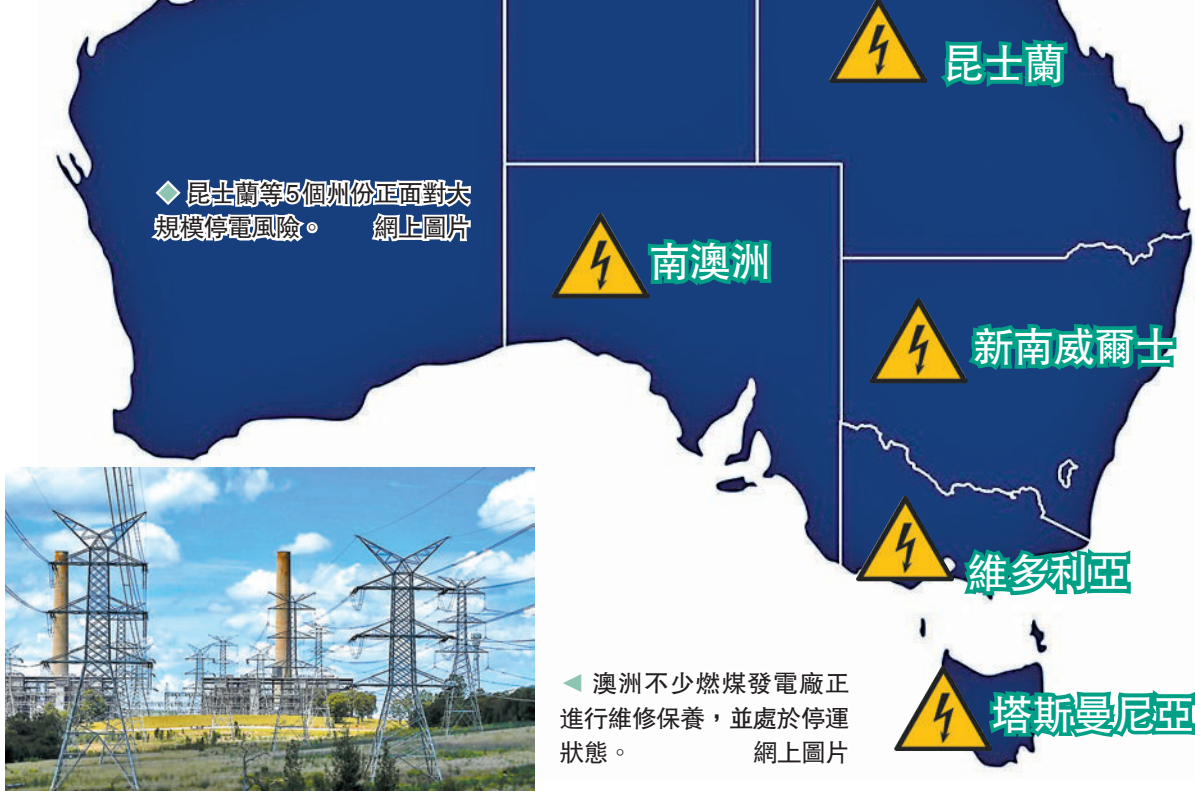 昆士蘭
◆ 昆士蘭等5個州份正面對大
規模停電風險。 網上圖片
南澳洲
新南威爾士
維多利亞
◀ 澳洲不少燃煤發電廠正
進行維修保養，並處於停運
狀態。 網上圖片
塔斯曼尼亞